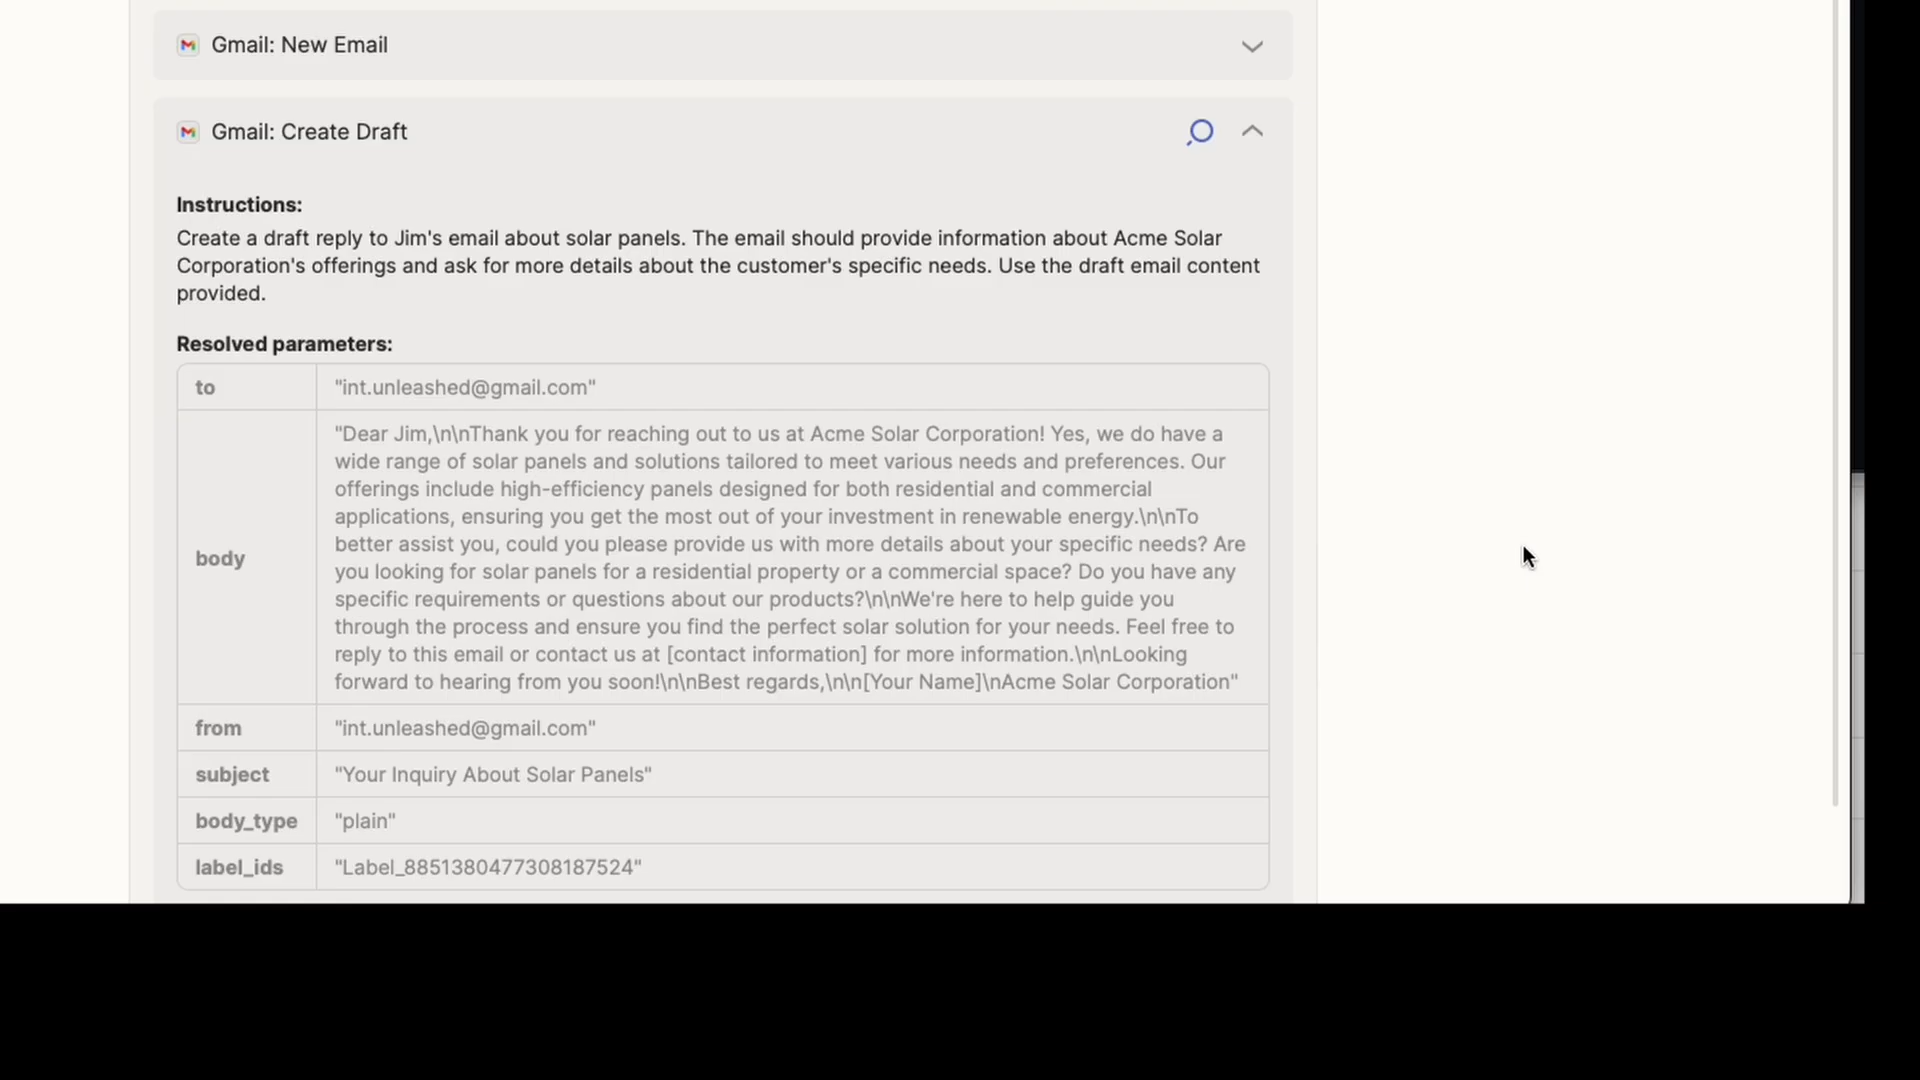 Gmail: New Email
Gmail: Create Draft
Instructions:
Create a draft reply to Jim's email about solar panels. The email should provide information about Acme Solar
Corporation's offerings and ask for more details about the customer's specific needs. Use the draft email content
provided.
Resolved parameters:
to "int.unleashed@gmail.com"
body "Dear Jim,\n\nThank you for reaching out to us at Acme Solar Corporation! Yes, we do have a
wide range of solar panels and solutions tailored to meet various needs and preferences. Our
offerings include high-efficiency panels designed for both residential and commercial
applications, ensuring you get the most out of your investment in renewable energy.\n\nTo
better assist you, could you please provide us with more details about your specific needs? Are
you looking for solar panels for a residential property or a commercial space? Do you have any
specific requirements or questions about our products?\n\nWe're here to help guide you
through the process and ensure you find the perfect solar solution for your needs. Feel free to
reply to this email or contact us at [contact information] for more information.\n\nLooking
forward to hearing from you soon!\n\nBest regards,\n\n[Your Name]\nAcme Solar Corporation"
from "int.unleashed@gmail.com"
subject "Your Inquiry About Solar Panels"
body_type "plain"
label_ids "Label_8851380477308187524"